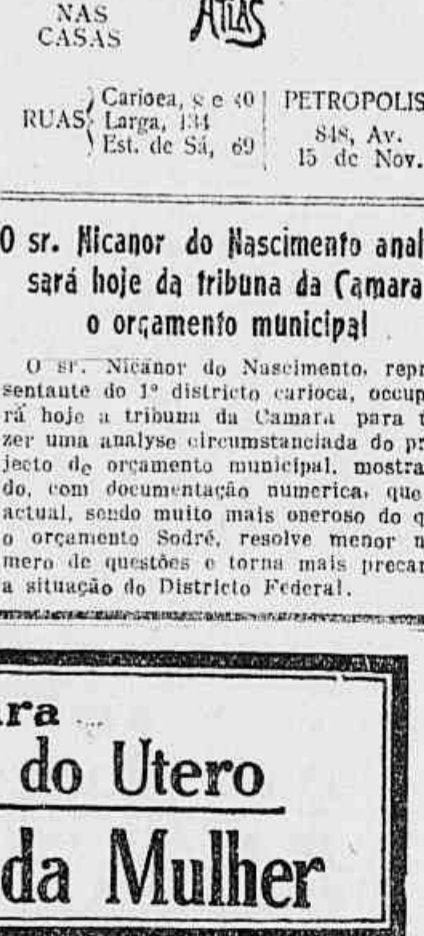 NAS
CASAS
ATLAS
RUAS
Carioca, 8 e 40
Larga, 134
Est. de Sá, 69
PETROPOLIS
848, Av.
15 de Nov.
O sr. Nicanor do Nascimento anal
sará hoje da tribuna da Camara
o orçamento municipal
O sr. Nicanor do Nascimento, repr
sentante do 1º districto carioca, occup
rá hoje a tribuna da Camara para f
zer uma analyse circumstanciada do pr
jecto de orçamento municipal, mostra
do, com documentação numerica, que
actual, sendo muito mais oneroso do q
o orçamento Sodré, resolve menor n
mero de questões e torna mais precar
a situação do Districto Federal.
ara
do Utero
da Mulher